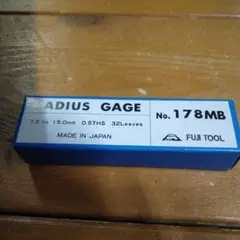 RADIUS GAGE
7.5 to 15.0mm 0.5THS 32Leaves
MADE IN JAPAN
No. 178MB
FUJI TOOL